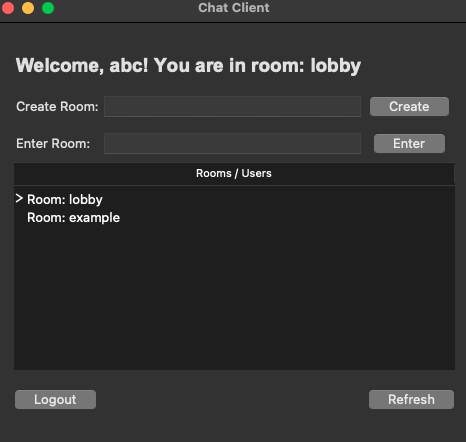 Chat Client
Welcome, abc! You are in room: lobby
Create Room: Create
Enter Room: Enter
Rooms / Users
> Room: lobby
Room: example
Logout Refresh